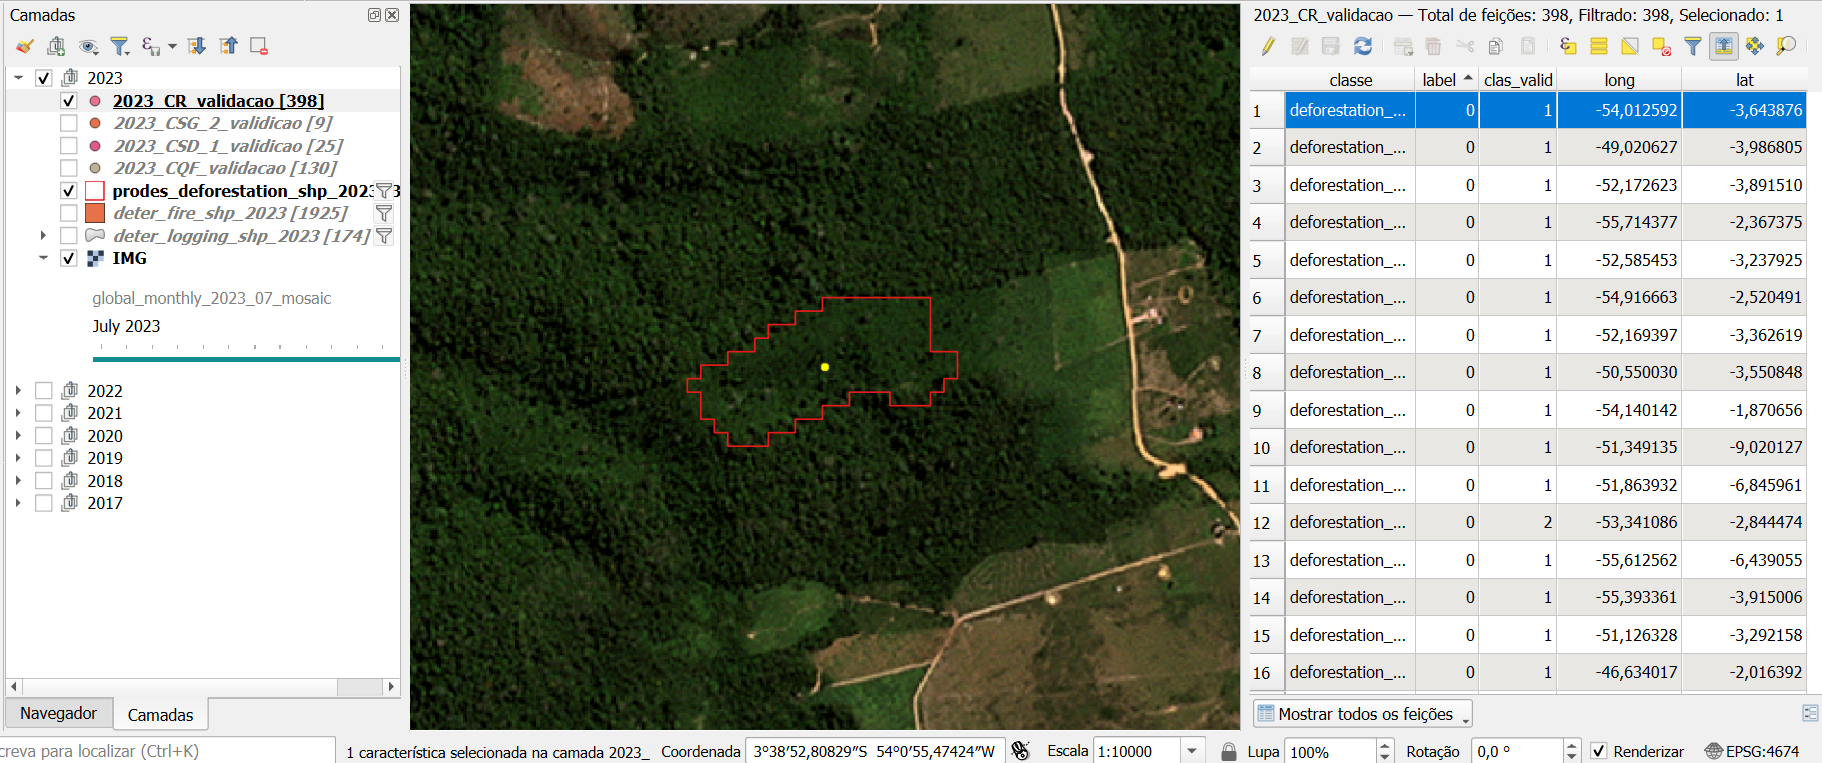 Camadas
2023
2023_CR_validacao [398]
2023_CSG_2_validicao [9]
2023_CSD_1_validicao [25]
2023_CQF_validacao [130]
prodes_deforestation_shp_2023
deter_fire_shp_2023 [1925]
deter_logging_shp_2023 [174]
IMG
global_monthly_2023_07_mosaic
July 2023
2022
2021
2020
2019
2018
2017
Navegador
Camadas
2023_CR_validacao — Total de feições: 398, Filtrado: 398, Selecionado: 1
classe label clas_valid long lat
1 deforestation_... 0 1 -54,012592 -3,643876
2 deforestation_... 0 1 -49,020627 -3,986805
3 deforestation_... 0 1 -52,172623 -3,891510
4 deforestation_... 0 1 -55,714377 -2,367375
5 deforestation_... 0 1 -52,585453 -3,237925
6 deforestation_... 0 1 -54,916663 -2,520491
7 deforestation_... 0 1 -52,169397 -3,362619
8 deforestation_... 0 1 -50,550030 -3,550848
9 deforestation_... 0 1 -54,140142 -1,870656
10 deforestation_... 0 1 -51,349135 -9,020127
11 deforestation_... 0 1 -51,863932 -6,845961
12 deforestation_... 0 2 -53,341086 -2,844474
13 deforestation_... 0 1 -55,612562 -6,439055
14 deforestation_... 0 1 -55,393361 -3,915006
15 deforestation_... 0 1 -51,126328 -3,292158
16 deforestation_... 0 1 -46,634017 -2,016392
Mostrar todos os feições
creva para localizar (Ctrl+K)
1 característica selecionada na camada 2023_
Coordenada 3°38′52,80829″S 54°0′55,47424″W
Escala 1:10000
Lupa 100%
Rotação 0,0 °
Renderizar
EPSG:4674